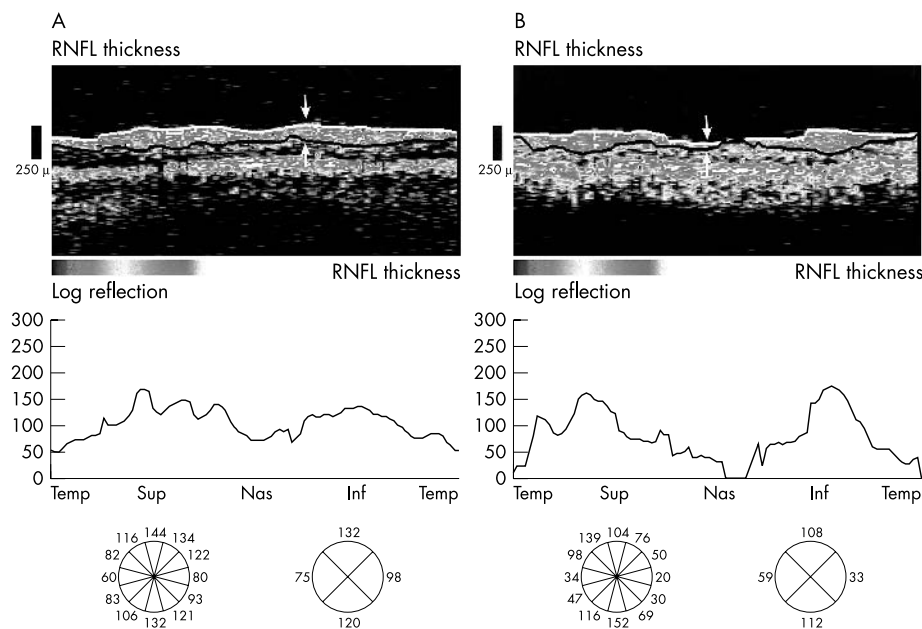 A
RNFL thickness
250 μ
RNFL thickness
Log reflection
300
250
200
150
100
50
0
Temp Sup Nas Inf Temp
116 144 134
82 122
60 80
83 93
106 121
132
132
75 98
120
B
RNFL thickness
250 μ
RNFL thickness
Log reflection
300
250
200
150
100
50
0
Temp Sup Nas Inf Temp
139 104 76
98 50
34 20
47 30
116 69
152
108
59 33
112